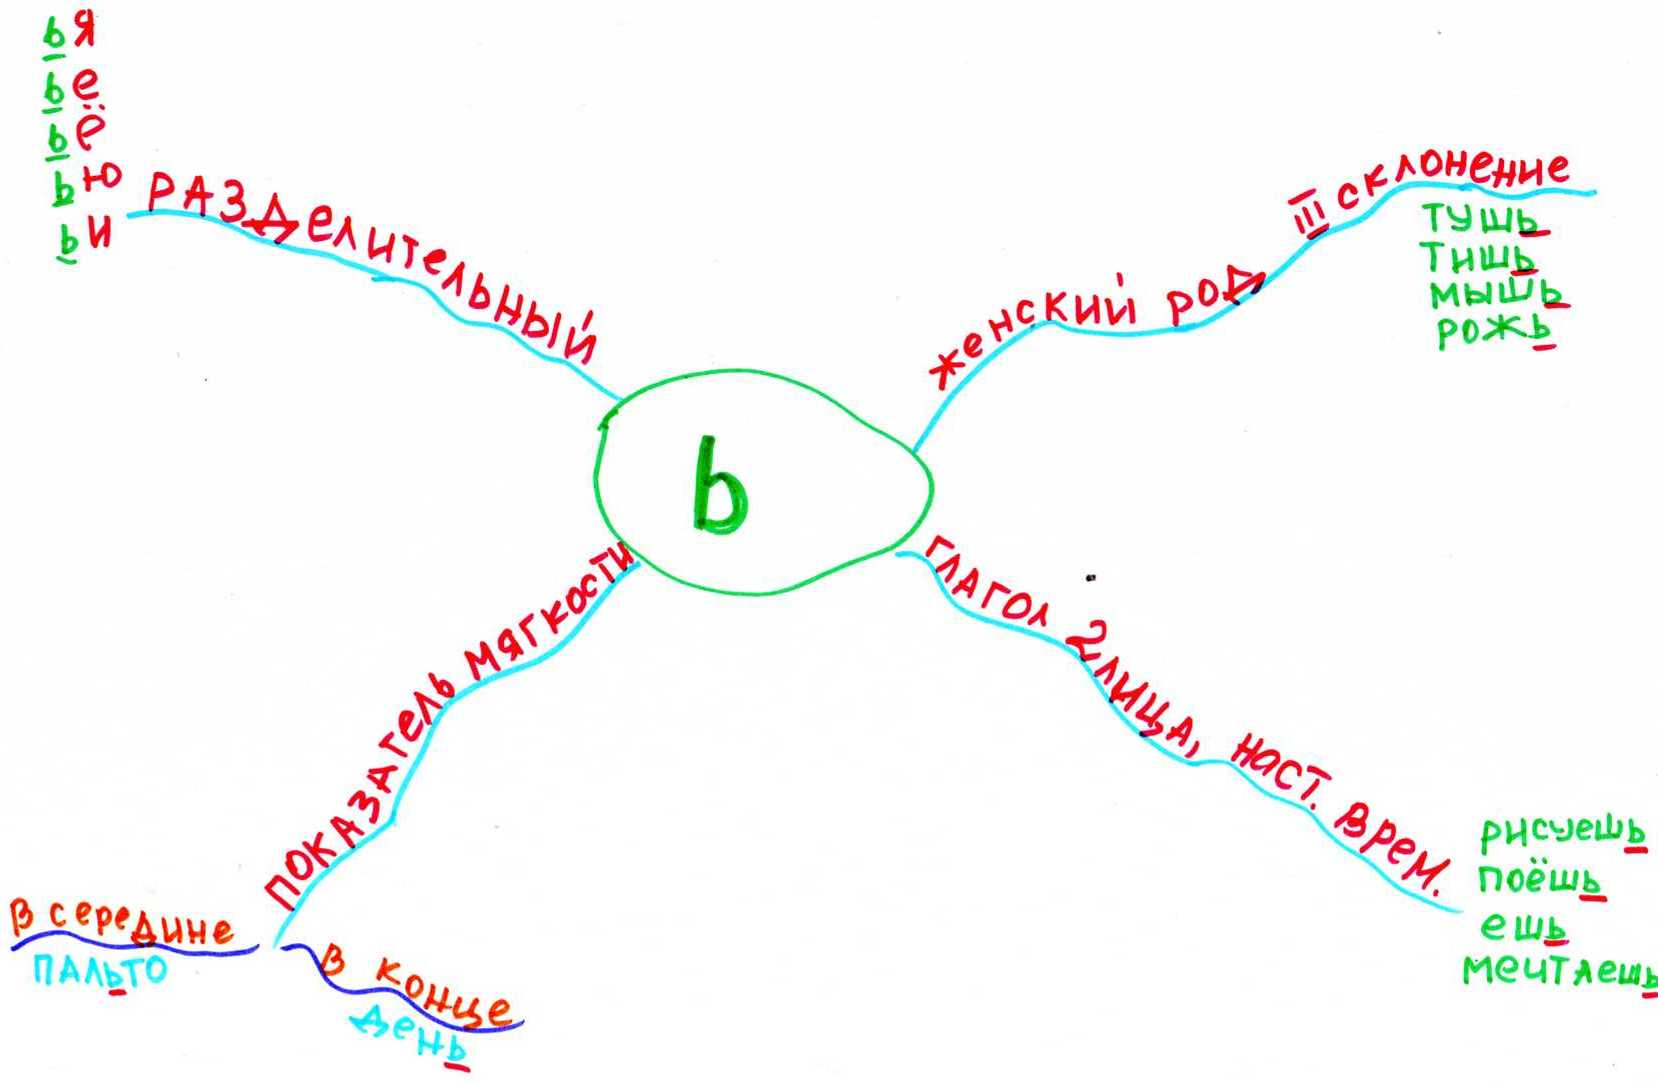 ья
ье
ьё
ью
ьи
РАЗДЕЛИТЕЛЬНЫЙ
женский род
III склонение
тушь
тишь
мышь
рожь
ь
ПОКАЗАТЕЛЬ МЯГКОСТИ
В середине
ПАЛЬТО
В конце
День
ГЛАГОЛ 2 ЛИЦА, НАСТ. ВРЕМ.
рисуешь
поёшь
ешь
мечтаешь